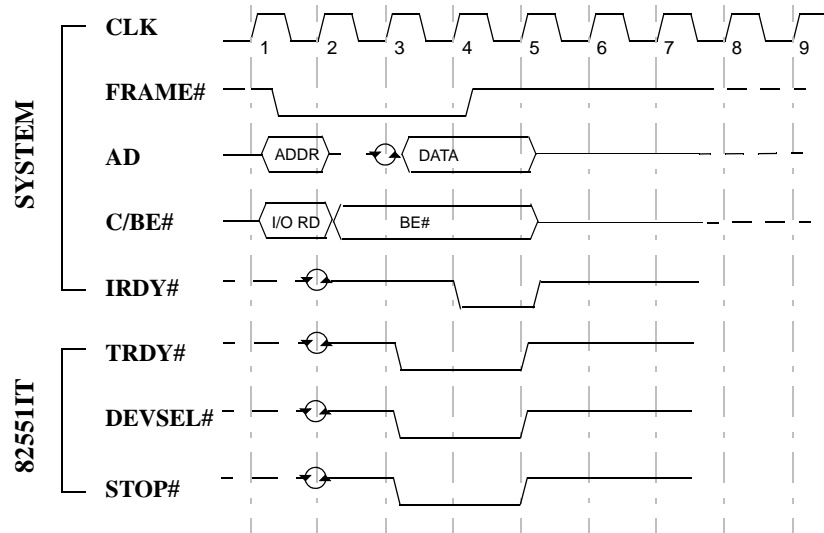 SYSTEM
CLK
1 2 3 4 5 6 7 8 9
FRAME#
AD
ADDR DATA
C/BE#
I/O RD BE#
IRDY#
82551IT
TRDY#
DEVSEL#
STOP#